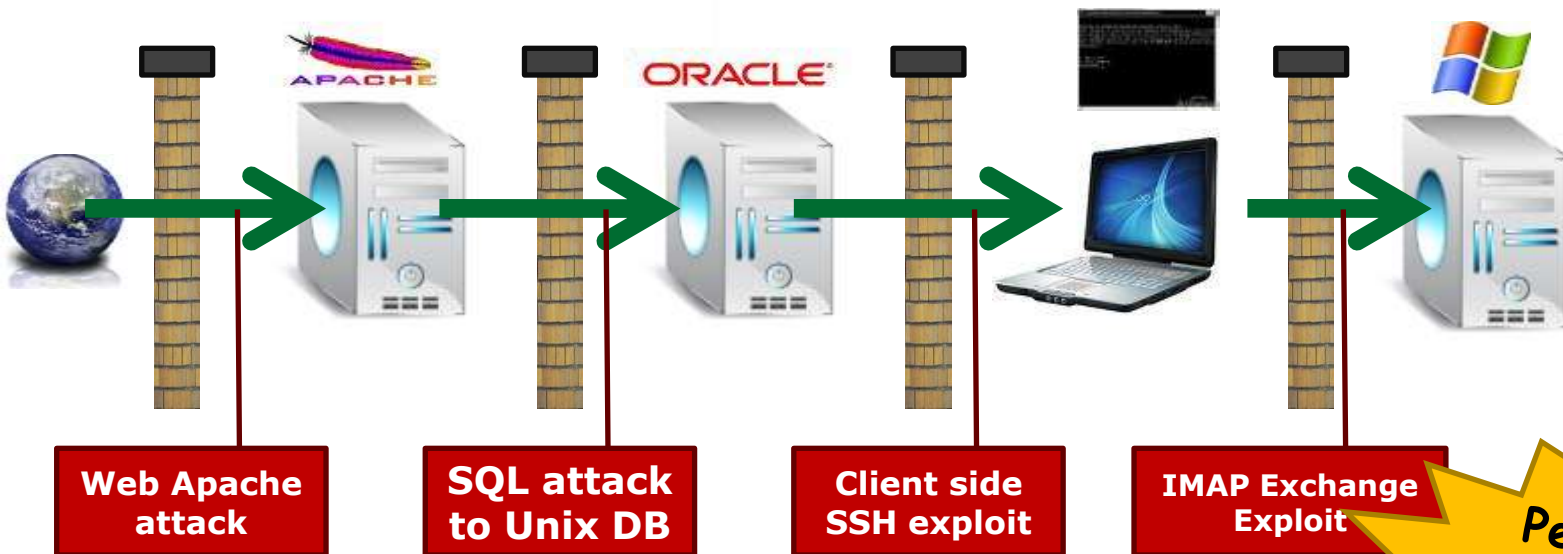 APACHE
ORACLE
Web Apache
attack
SQL attack
to Unix DB
Client side
SSH exploit
IMAP Exchange
Exploit